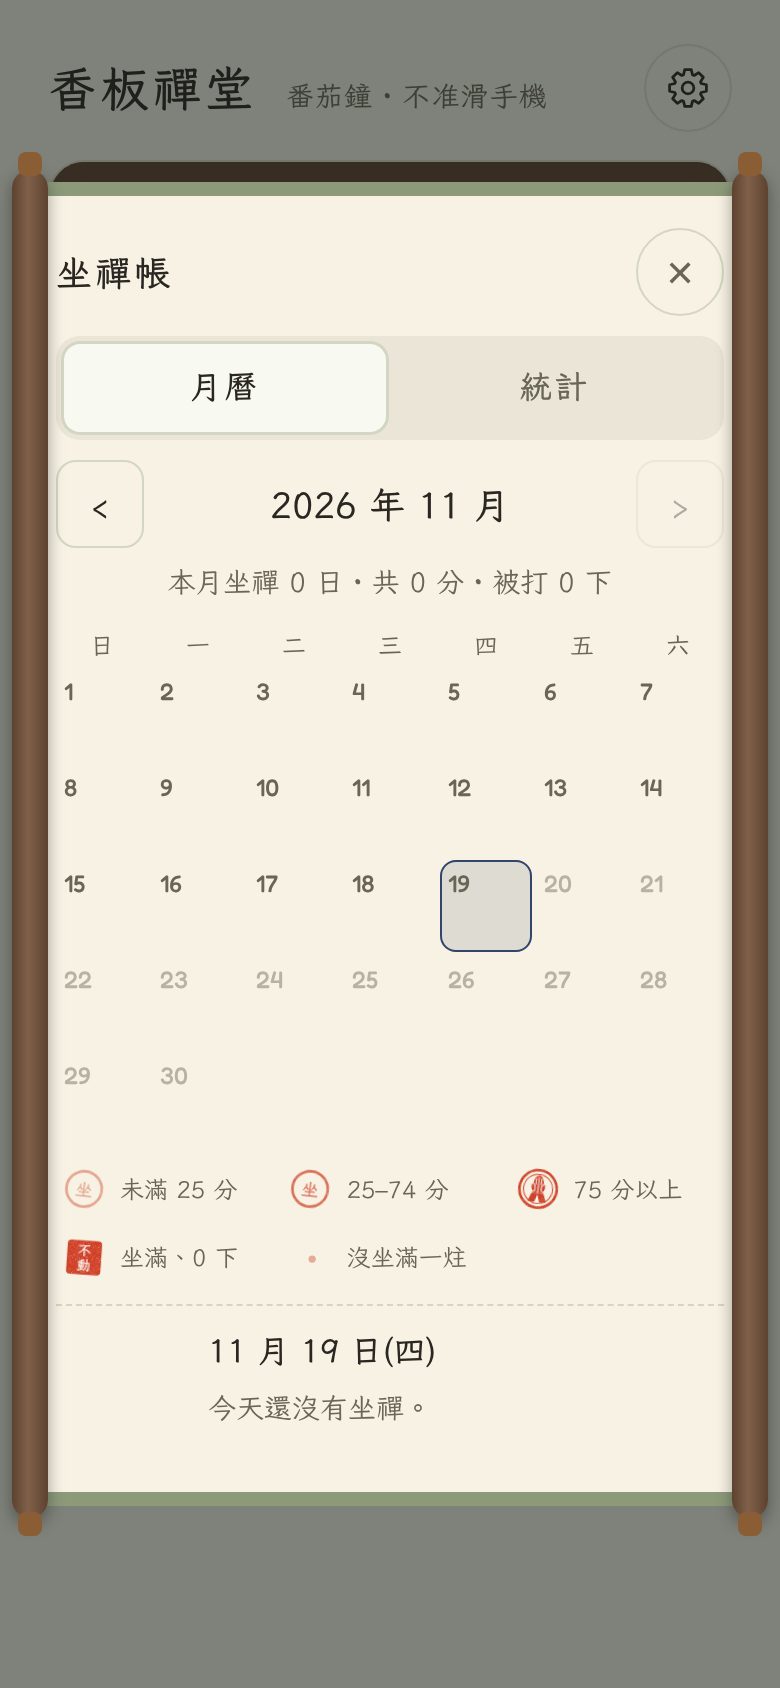 香板禪堂 番茄鐘・不准滑手機
坐禪帳
×
月曆 統計
< 2026 年 11 月 >
本月坐禪 0 日・共 0 分・被打 0 下
日 一 二 三 四 五 六
1 2 3 4 5 6 7
8 9 10 11 12 13 14
15 16 17 18 19 20 21
22 23 24 25 26 27 28
29 30
坐 未滿 25 分 坐 25–74 分 75 分以上
不動 坐滿、0 下 沒坐滿一炷
11 月 19 日(四)
今天還沒有坐禪。